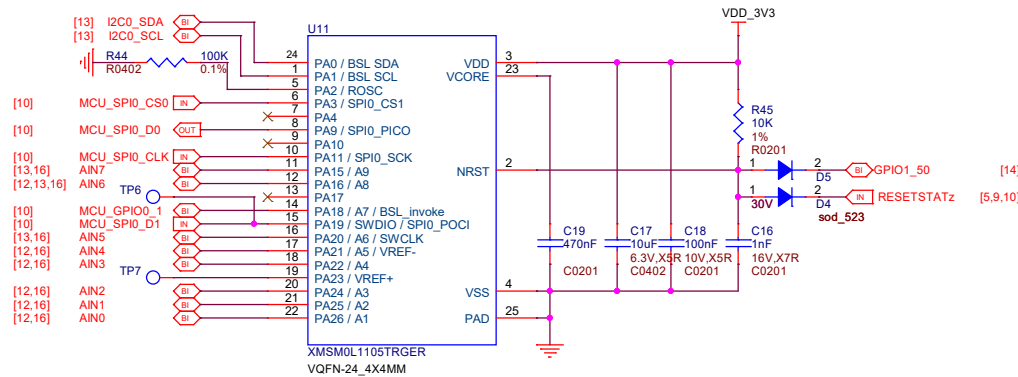 VDD_3V3
[13] I2C0_SDA BI
[13] I2C0_SCL BI
U11
R44 100K
R0402 0.1%
24 PA0 / BSL SDA
1 PA1 / BSL SCL
5 PA2 / ROSC
[10] MCU_SPI0_CS0 IN 6 PA3 / SPI0_CS1
7 PA4
[10] MCU_SPI0_D0 OUT 8 PA9 / SPI0_PICO
9 PA10
[10] MCU_SPI0_CLK IN 10 PA11 / SPI0_SCK
[13,16] AIN7 BI 11 PA15 / A9
[12,13,16] AIN6 BI 12 PA16 / A8
TP6 13 PA17
[10] MCU_GPIO0_1 BI 14 PA18 / A7 / BSL_invoke
[10] MCU_SPI0_D1 IN 15 PA19 / SWDIO / SPI0_POCI
[13,16] AIN5 BI 16 PA20 / A6 / SWCLK
[12,16] AIN4 BI 17 PA21 / A5 / VREF-
[12,16] AIN3 BI 18 PA22 / A4
TP7 19 PA23 / VREF+
[12,16] AIN2 BI 20 PA24 / A3
[12,16] AIN1 BI 21 PA25 / A2
[12,16] AIN0 BI 22 PA26 / A1
VDD 3
VCORE 23
NRST 2
VSS 4
PAD 25
XMSM0L1105TRGER
VQFN-24_4X4MM
R45
10K
1%
R0201
1 2 BI GPIO1_50 [14]
D5
1 2 IN RESETSTATz [5,9,10]
30V D4
sod_523
C19
470nF
C0201
C17
10uF
6.3V,X5R
C0402
C18
100nF
10V,X5R
C0201
C16
1nF
16V,X7R
C0201